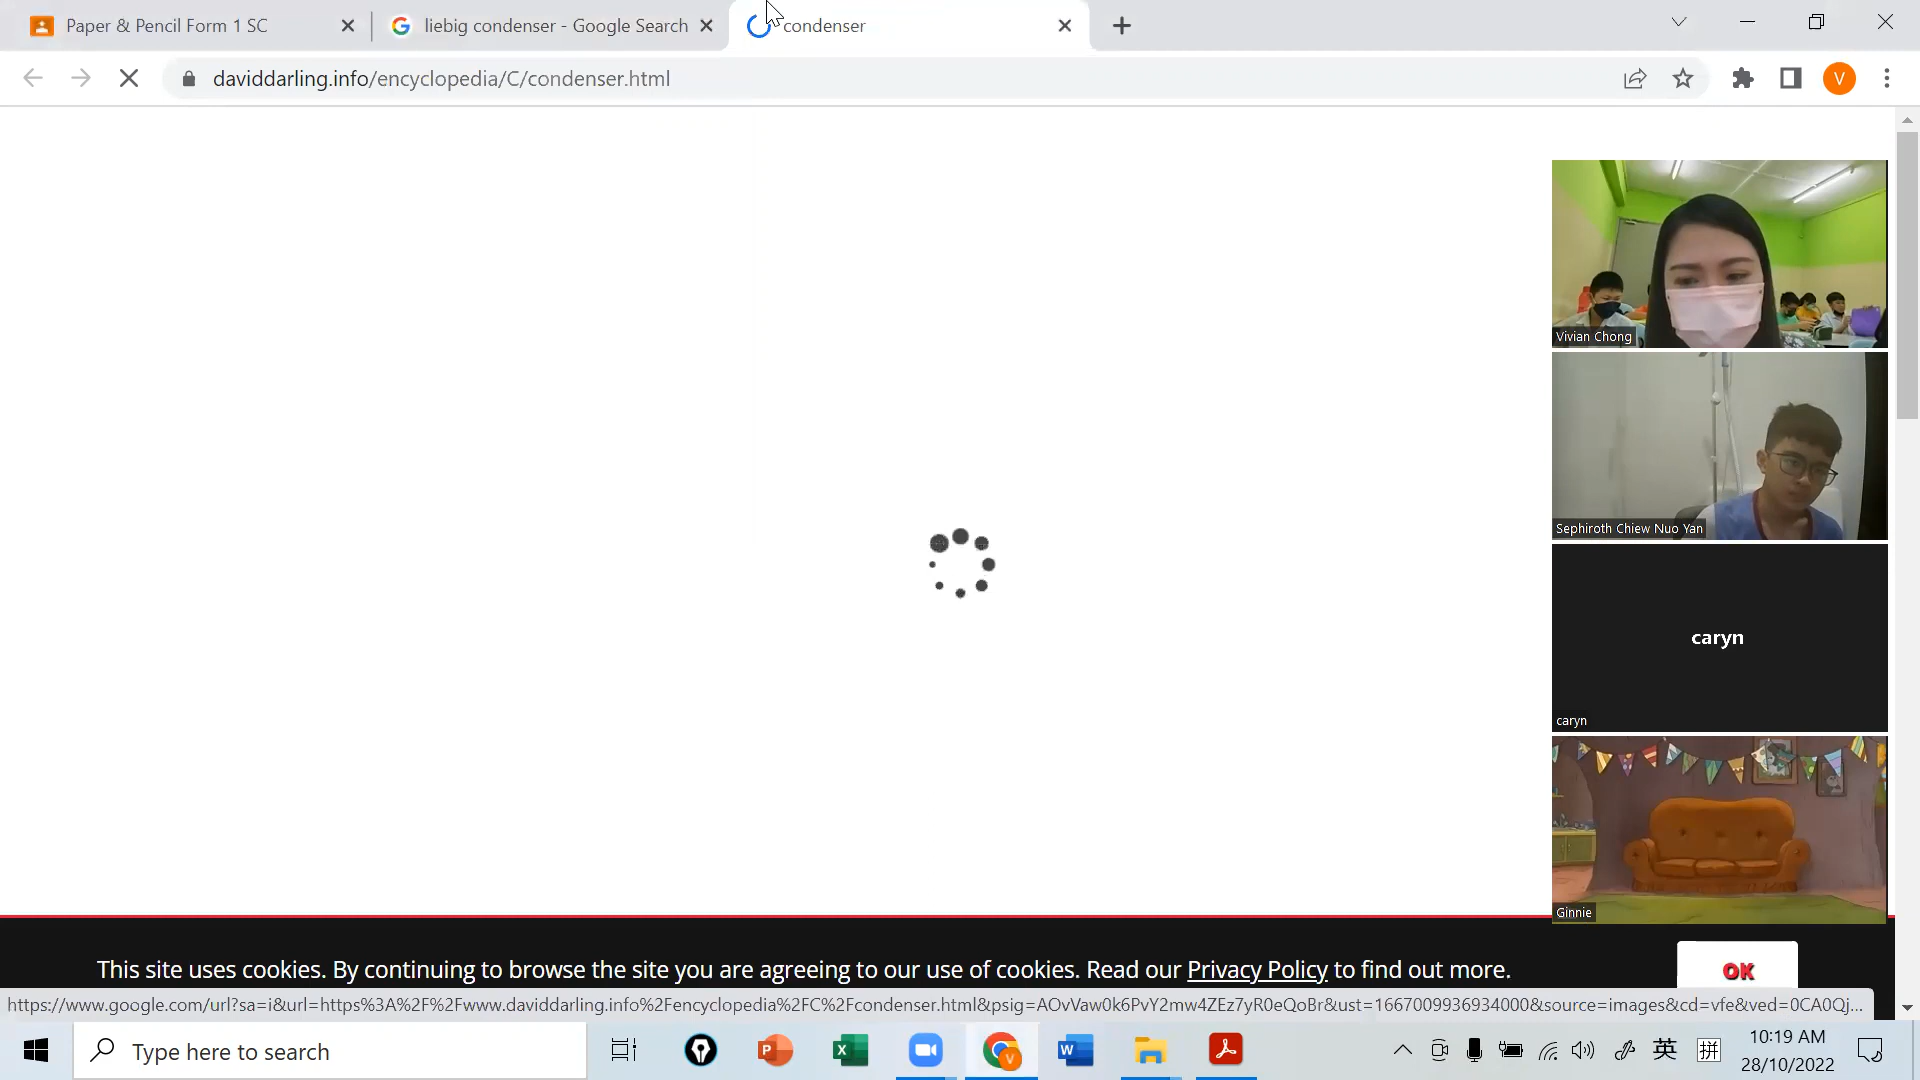 Paper & Pencil Form 1 SC
liebig condenser - Google Search
condenser
daviddarling.info/encyclopedia/C/condenser.html
V
Vivian Chong
Sephiroth Chiew Nuo Yan
caryn
caryn
Ginnie
This site uses cookies. By continuing to browse the site you are agreeing to our use of cookies. Read our Privacy Policy to find out more.
OK
https://www.google.com/url?sa=i&url=https%3A%2F%2Fwww.daviddarling.info%2Fencyclopedia%2FC%2Fcondenser.html&psig=AOvVaw0k6PvY2mw4ZEz7yR0eQoBr&ust=1667009936934000&source=images&cd=vfe&ved=0CA0Qj...
Type here to search
P
X
V
W
英
拼
10:19 AM
28/10/2022